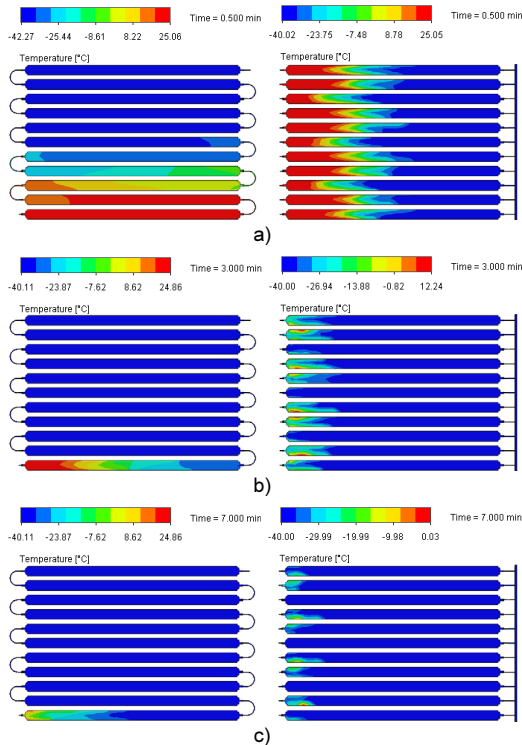 Time = 0.500 min
-42.27 -25.44 -8.61 8.22 25.06
Temperature [°C]
Time = 0.500 min
-40.02 -23.75 -7.48 8.78 25.05
Temperature [°C]
a)
Time = 3.000 min
-40.11 -23.87 -7.62 8.62 24.86
Temperature [°C]
Time = 3.000 min
-40.00 -26.94 -13.88 -0.82 12.24
Temperature [°C]
b)
Time = 7.000 min
-40.11 -23.87 -7.62 8.62 24.86
Temperature [°C]
Time = 7.000 min
-40.00 -29.99 -19.99 -9.98 0.03
Temperature [°C]
c)